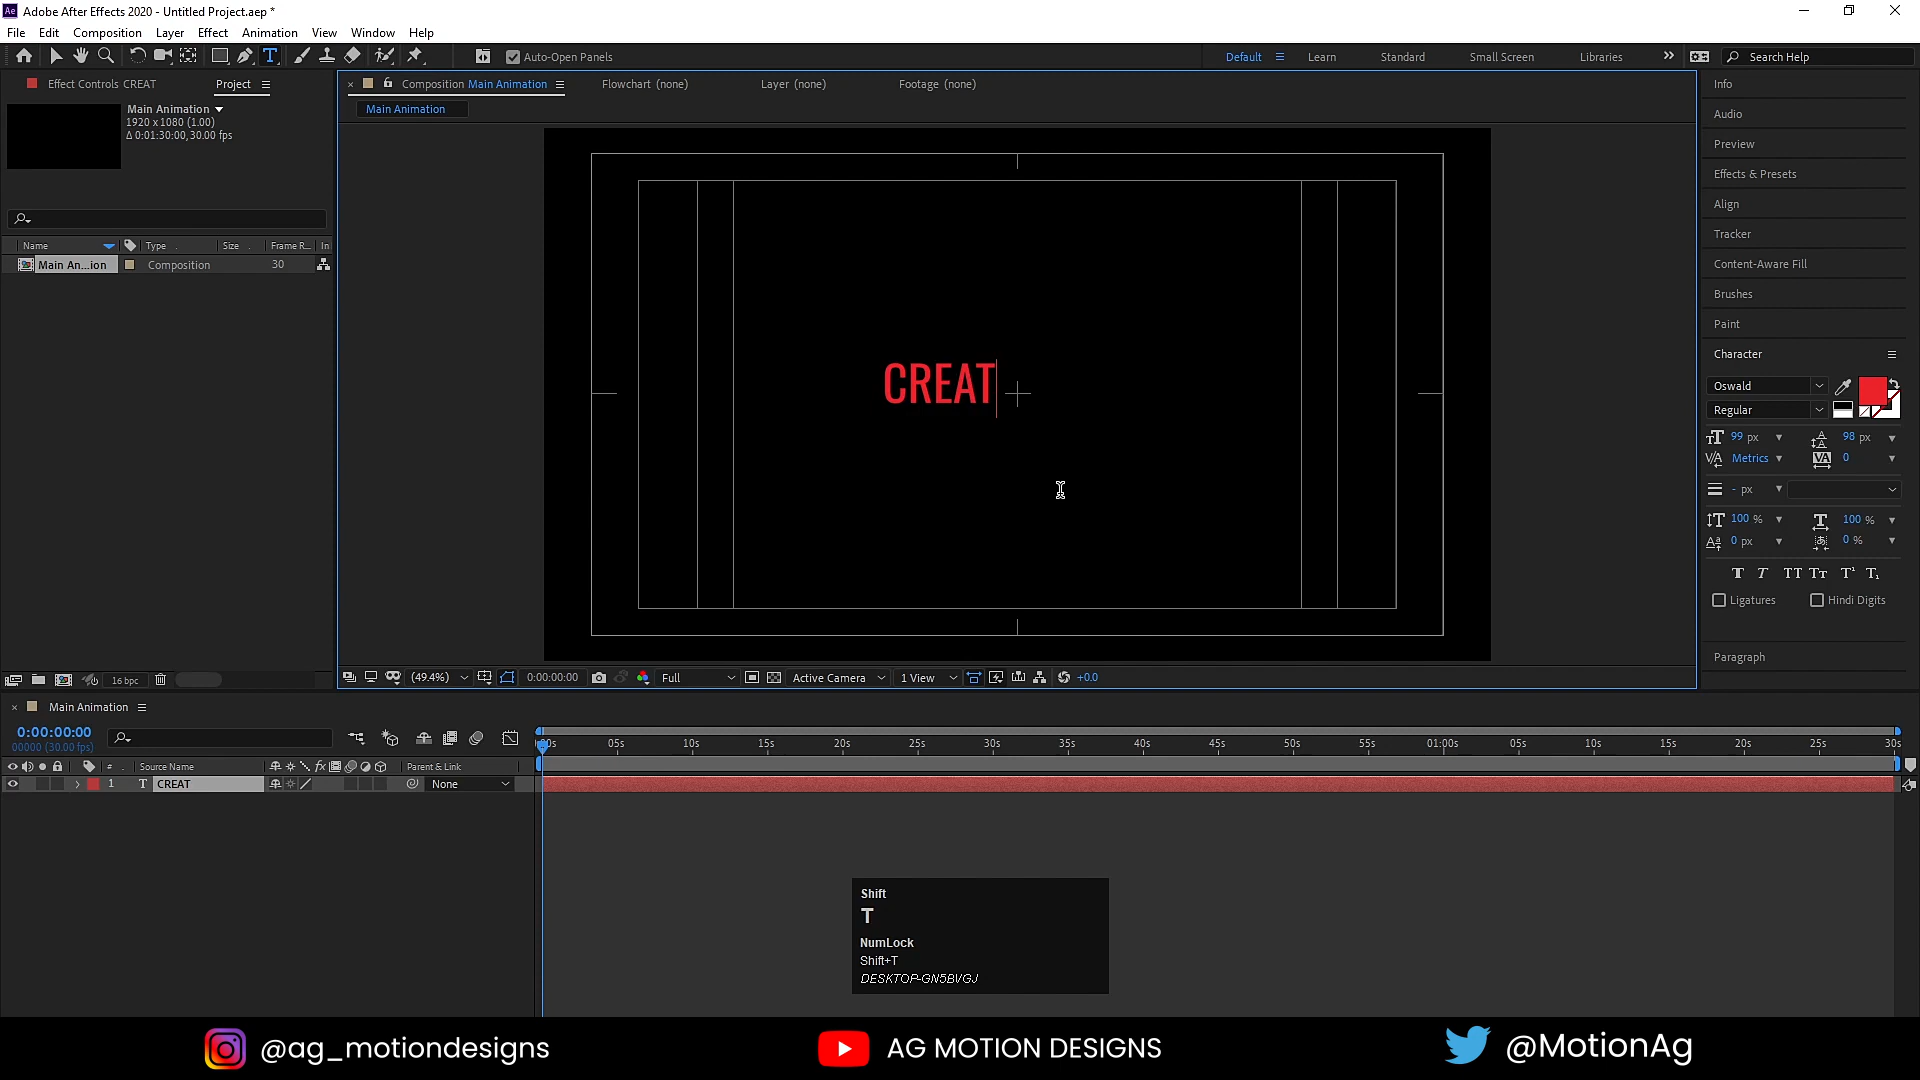 Adobe After Effects 2020 - Untitled Project.aep *
File Edit Composition Layer Effect Animation View Window Help
Auto-Open Panels
Default Learn Standard Small Screen Libraries
Search Help
Effect Controls CREAT Project
Main Animation
1920 x 1080 (1.00)
Δ 0:01:30:00, 30.00 fps
Name Type Size Frame R... In
Main An...ion Composition 30
16 bpc
Composition Main Animation Flowchart (none) Layer (none) Footage (none)
Main Animation
CREAT
(49.4%) 0:00:00:00 Full Active Camera 1 View +0.0
Info
Audio
Preview
Effects & Presets
Align
Tracker
Content-Aware Fill
Brushes
Paint
Character
Oswald
Regular
99 px 98 px
Metrics 0
- px
100 % 100 %
0 px 0 %
Ligatures Hindi Digits
Paragraph
Main Animation
0:00:00:00
00000 (30.00 fps)
05s 10s 15s 20s 25s 30s 35s 40s 45s 50s 55s 01:00s 05s 10s 15s 20s 25s 30s
# Source Name Parent & Link
1 T CREAT None
Shift
T
NumLock
Shift+T
DESKTOP-GN5BVGJ
@ag_motiondesigns AG MOTION DESIGNS @MotionAg